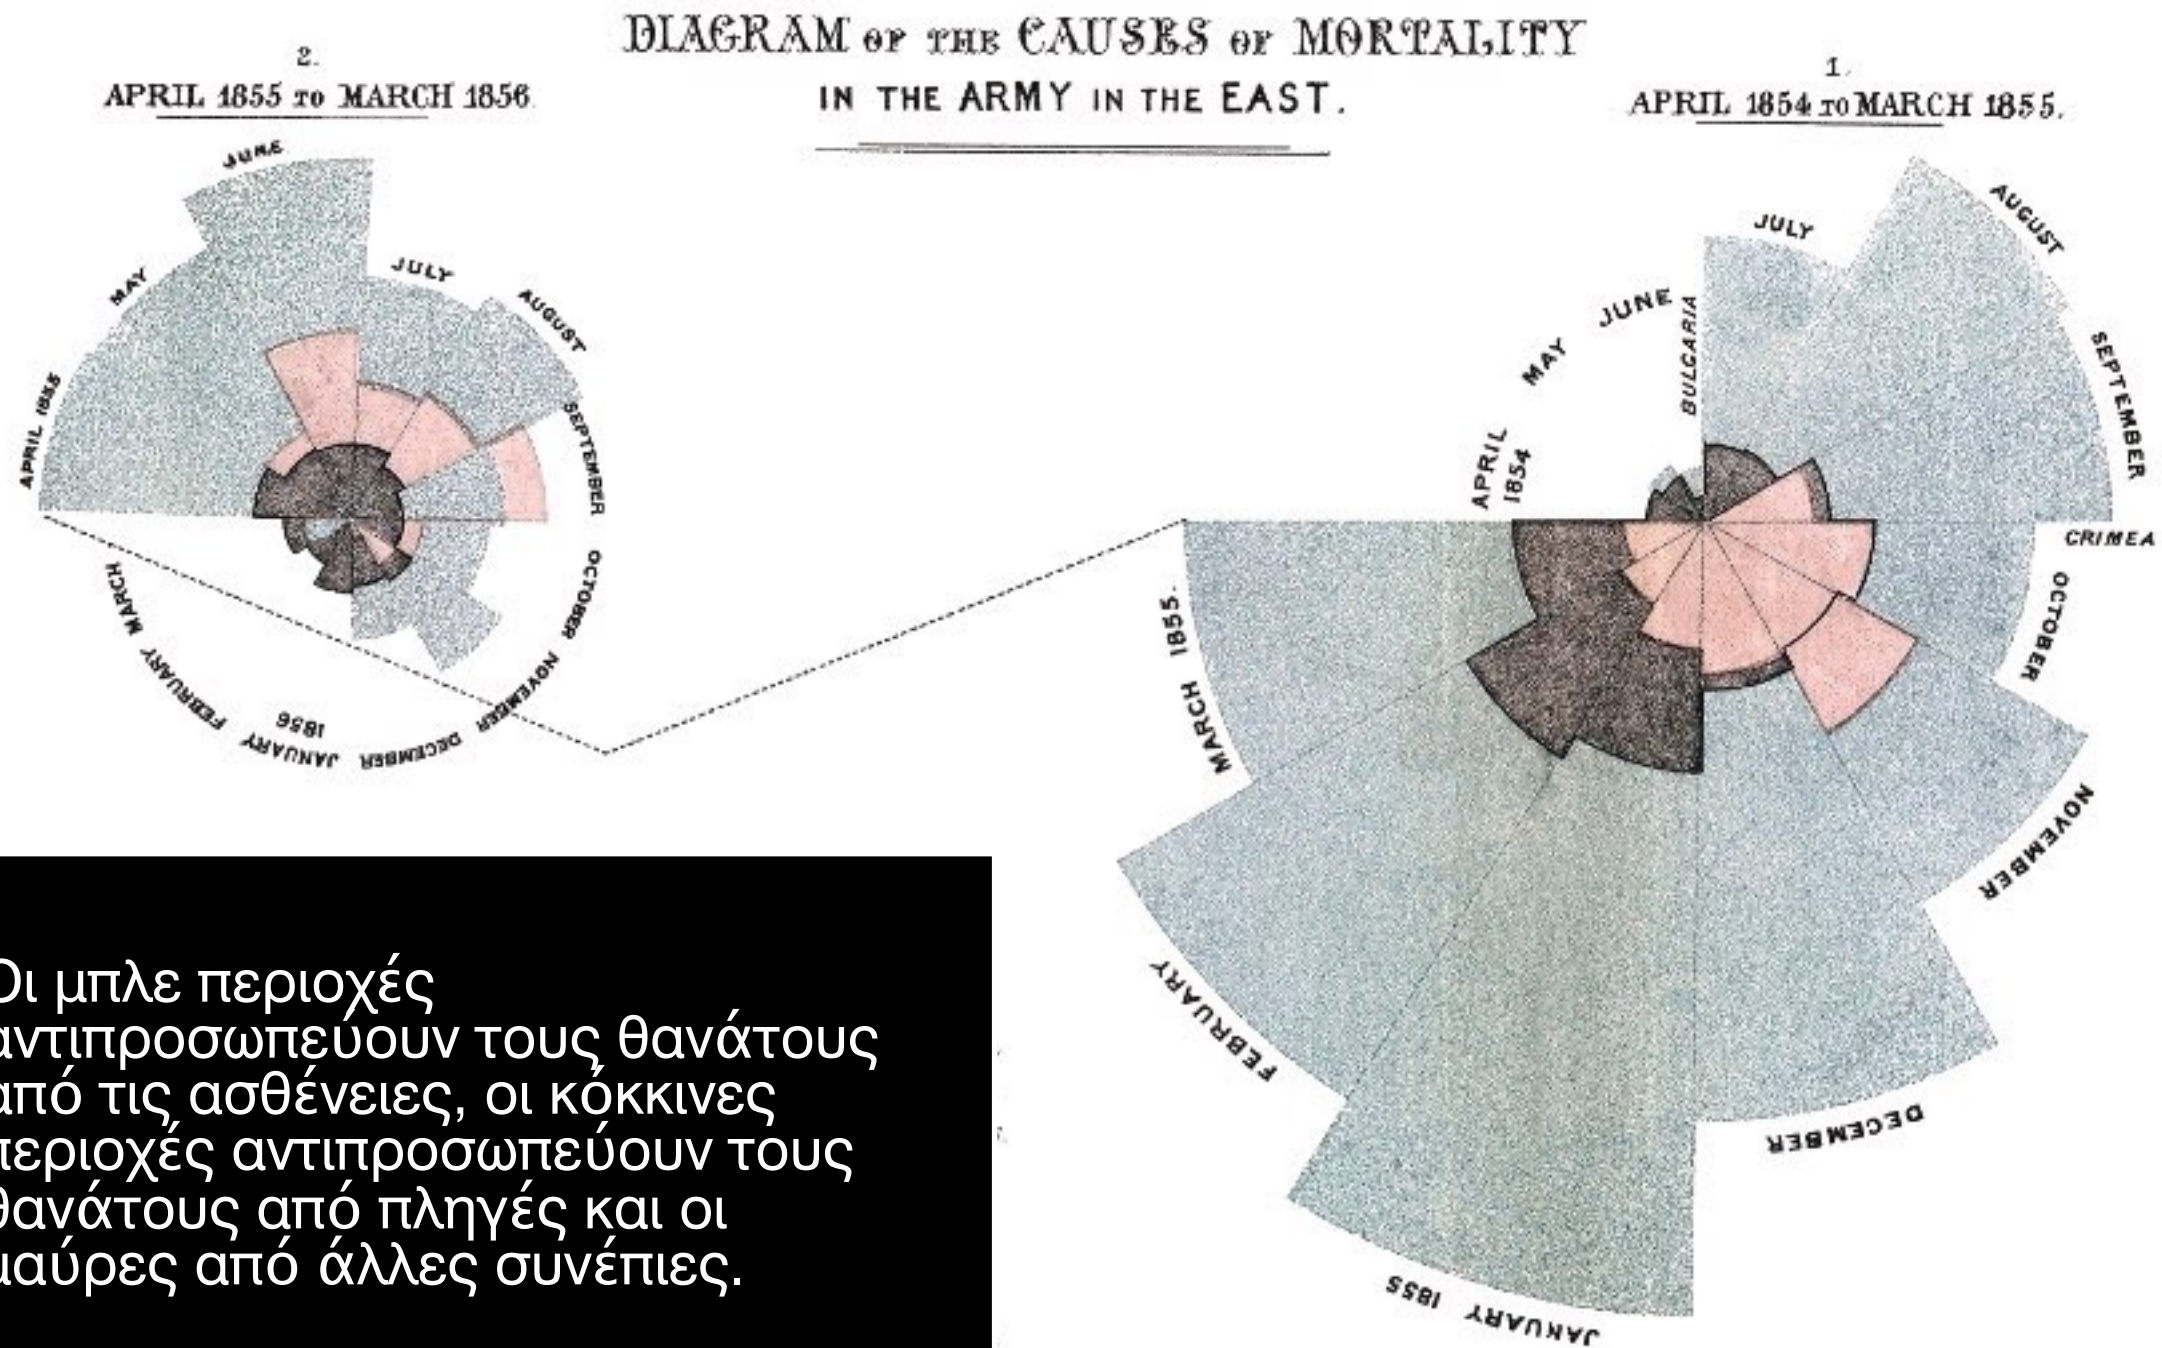 DIAGRAM OF THE CAUSES OF MORTALITY
IN THE ARMY IN THE EAST.
2.
APRIL 1855 TO MARCH 1856.
1.
APRIL 1854 TO MARCH 1855.
APRIL 1855
MAY
JUNE
JULY
AUGUST
SEPTEMBER
OCTOBER
NOVEMBER
DECEMBER
JANUARY
1856
FEBRUARY
MARCH
APRIL
1854
MAY
JUNE
BULGARIA
JULY
AUGUST
SEPTEMBER
CRIMEA
OCTOBER
NOVEMBER
DECEMBER
JANUARY 1855
FEBRUARY
MARCH 1855.
Οι μπλε περιοχές
αντιπροσωπεύουν τους θανάτους
από τις ασθένειες, οι κόκκινες
περιοχές αντιπροσωπεύουν τους
θανάτους από πληγές και οι
μαύρες από άλλες συνέπιες.